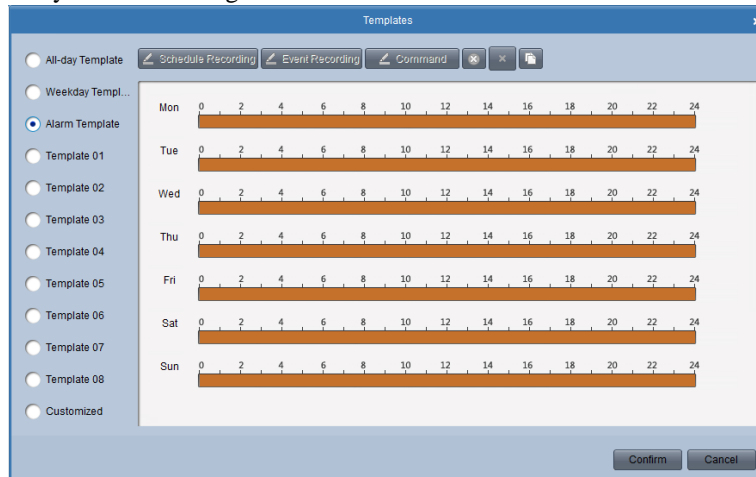 Templates
All-day Template
Schedule Recording
Event Recording
Command
Weekday Templ...
Alarm Template
Template 01
Template 02
Template 03
Template 04
Template 05
Template 06
Template 07
Template 08
Customized
Mon 0 2 4 6 8 10 12 14 16 18 20 22 24
Tue 0 2 4 6 8 10 12 14 16 18 20 22 24
Wed 0 2 4 6 8 10 12 14 16 18 20 22 24
Thu 0 2 4 6 8 10 12 14 16 18 20 22 24
Fri 0 2 4 6 8 10 12 14 16 18 20 22 24
Sat 0 2 4 6 8 10 12 14 16 18 20 22 24
Sun 0 2 4 6 8 10 12 14 16 18 20 22 24
Confirm
Cancel